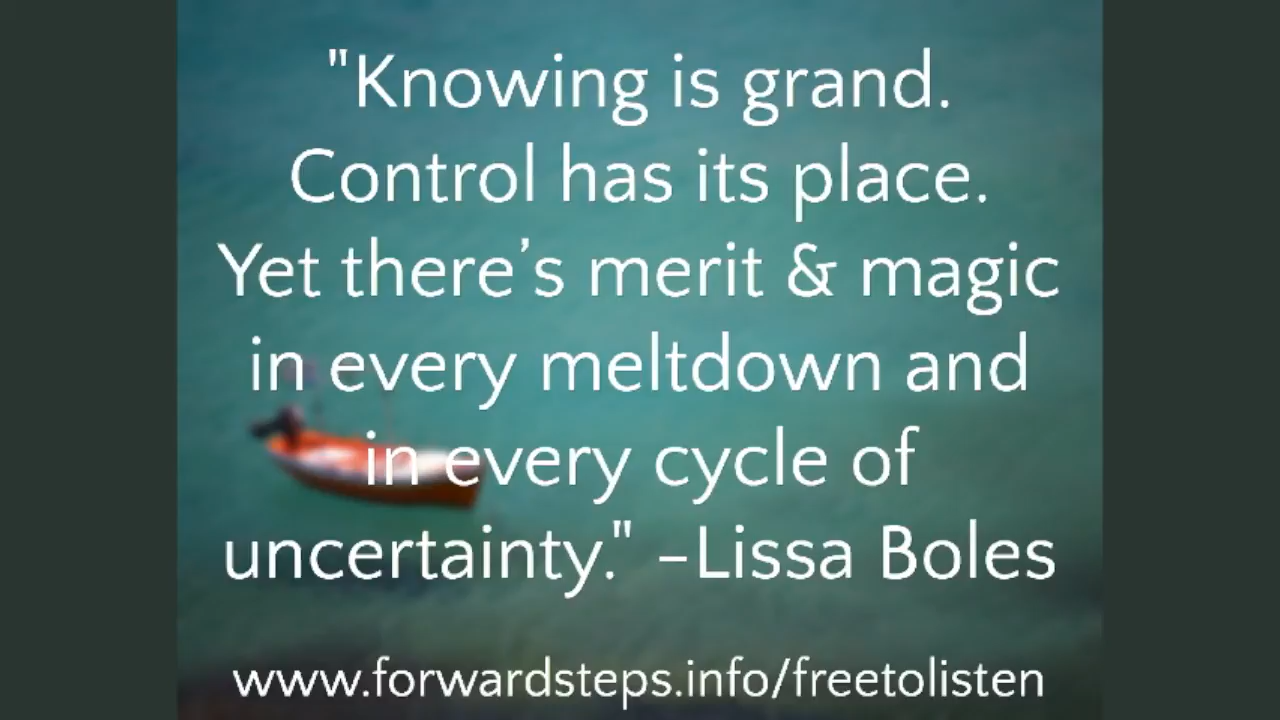 "Knowing is grand.
Control has its place.
Yet there’s merit & magic
in every meltdown and
in every cycle of
uncertainty." –Lissa Boles
www.forwardsteps.info/freetolisten